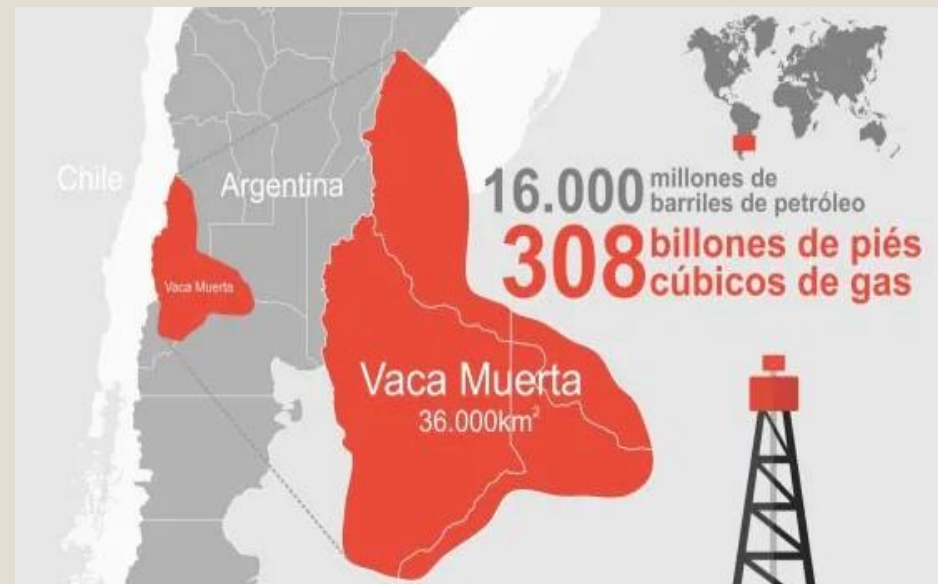 Chile
Argentina
Vaca Muerta
16.000 millones de
barriles de petróleo
308 billones de piés
cúbicos de gas
Vaca Muerta
36.000km²